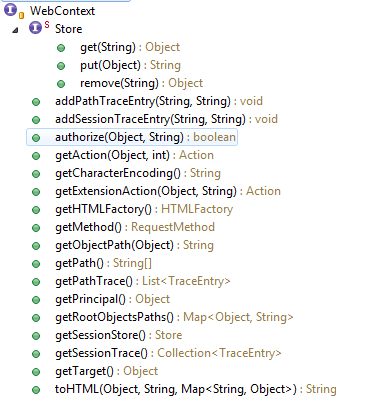 WebContext
S Store
get(String) : Object
put(Object) : String
remove(String) : Object
addPathTraceEntry(String, String) : void
addSessionTraceEntry(String, String) : void
authorize(Object, String) : boolean
getAction(Object, int) : Action
getCharacterEncoding() : String
getExtensionAction(Object, String) : Action
getHTMLFactory() : HTMLFactory
getMethod() : RequestMethod
getObjectPath(Object) : String
getPath() : String[]
getPathTrace() : List<TraceEntry>
getPrincipal() : Object
getRootObjectsPaths() : Map<Object, String>
getSessionStore() : Store
getSessionTrace() : Collection<TraceEntry>
getTarget() : Object
toHTML(Object, String, Map<String, Object>) : String